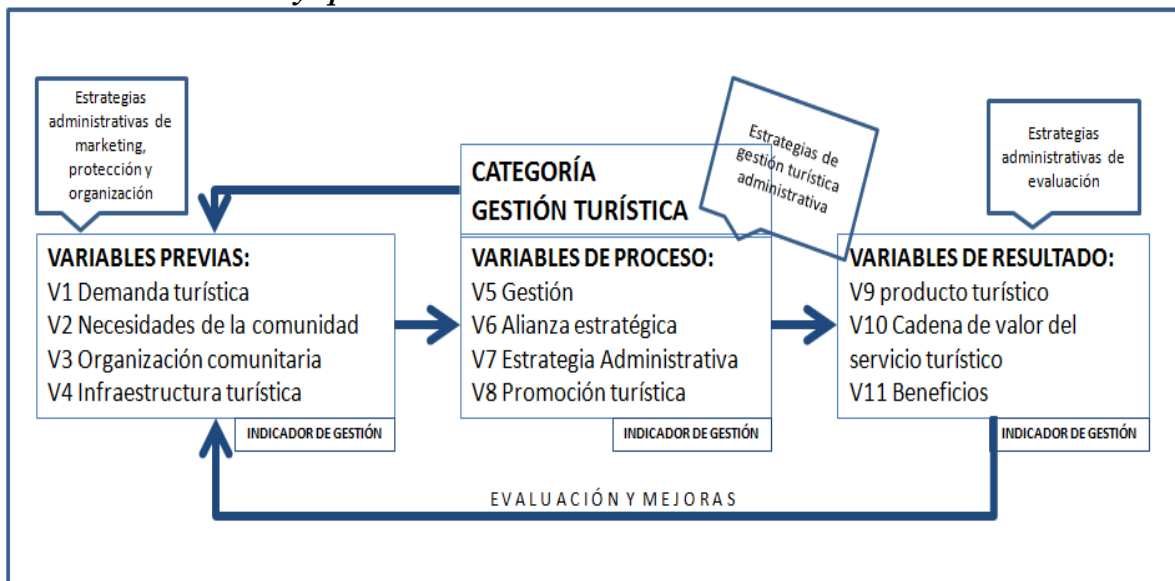 Estrategias
administrativas de
marketing,
protección y
organización
CATEGORÍA
GESTIÓN TURÍSTICA
Estrategias de
gestión turística
administrativa
Estrategias
administrativas de
evaluación
VARIABLES PREVIAS:
V1 Demanda turística
V2 Necesidades de la comunidad
V3 Organización comunitaria
V4 Infraestructura turística
INDICADOR DE GESTIÓN
VARIABLES DE PROCESO:
V5 Gestión
V6 Alianza estratégica
V7 Estrategia Administrativa
V8 Promoción turística
INDICADOR DE GESTIÓN
VARIABLES DE RESULTADO:
V9 producto turístico
V10 Cadena de valor del
servicio turístico
V11 Beneficios
INDICADOR DE GESTIÓN
EVALUACIÓN Y MEJORAS